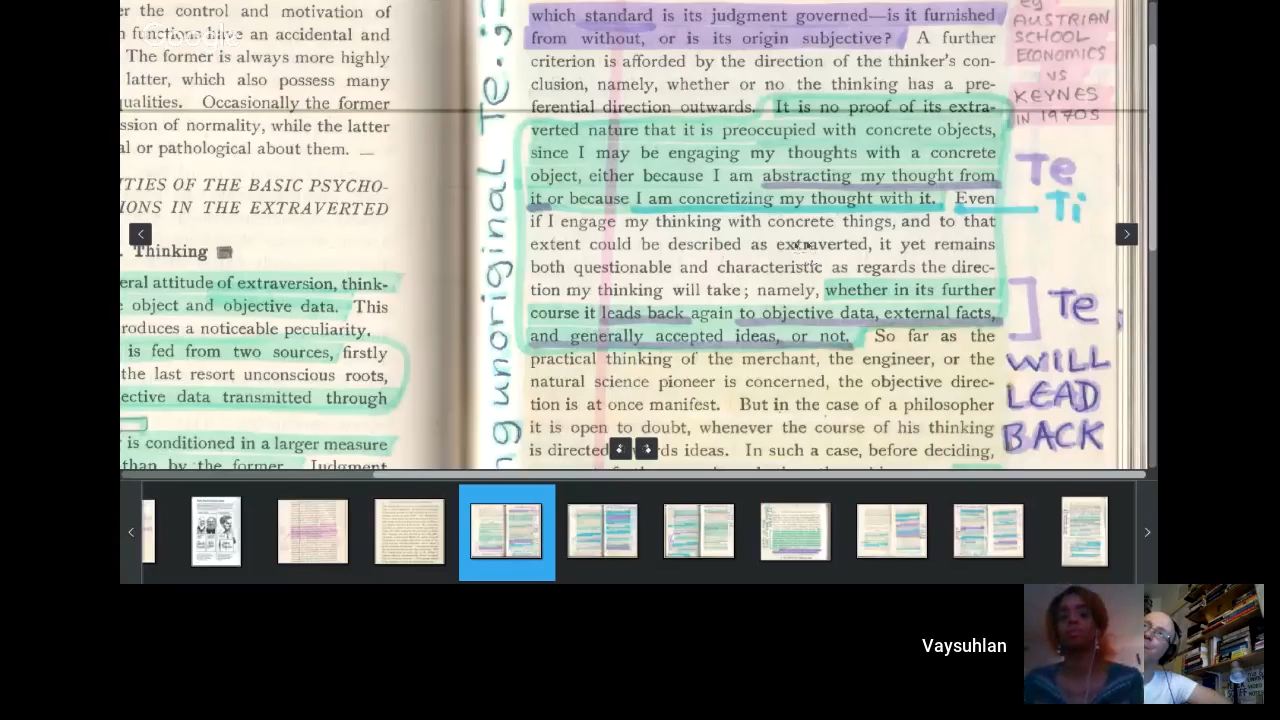 er the control and motivation of
n functi e an accidental and
The former is always more highly
latter, which also possess many
ualities. Occasionally the former
ssion of normality, while the latter
al or pathological about them. —
TIES OF THE BASIC PSYCHO-
IONS IN THE EXTRAVERTED
Thinking
eral attitude of extraversion, think-
e object and objective data. This
roduces a noticeable peculiarity.
is fed from two sources, firstly
the last resort unconscious roots,
ective data transmitted through
is conditioned in a larger measure
than by the former. Judgment
Google
ng unoriginal Te.
which standard is its judgment governed—is it furnished
from without, or is its origin subjective? A further
criterion is afforded by the direction of the thinker's con-
clusion, namely, whether or no the thinking has a pre-
ferential direction outwards. It is no proof of its extra-
verted nature that it is preoccupied with concrete objects,
since I may be engaging my thoughts with a concrete
object, either because I am abstracting my thought from
it or because I am concretizing my thought with it. Even
if I engage my thinking with concrete things, and to that
extent could be described as extraverted, it yet remains
both questionable and characteristic as regards the direc-
tion my thinking will take; namely, whether in its further
course it leads back again to objective data, external facts,
and generally accepted ideas, or not. So far as the
practical thinking of the merchant, the engineer, or the
natural science pioneer is concerned, the objective direc-
tion is at once manifest. But in the case of a philosopher
it is open to doubt, whenever the course of his thinking
is directed rds ideas. In such a case, before deciding,
eg
AUSTRIAN
SCHOOL
ECONOMICS
VS
KEYNES
IN 1970S
Te
Ti
] Te
WILL
LEAD
BACK
Vaysuhlan